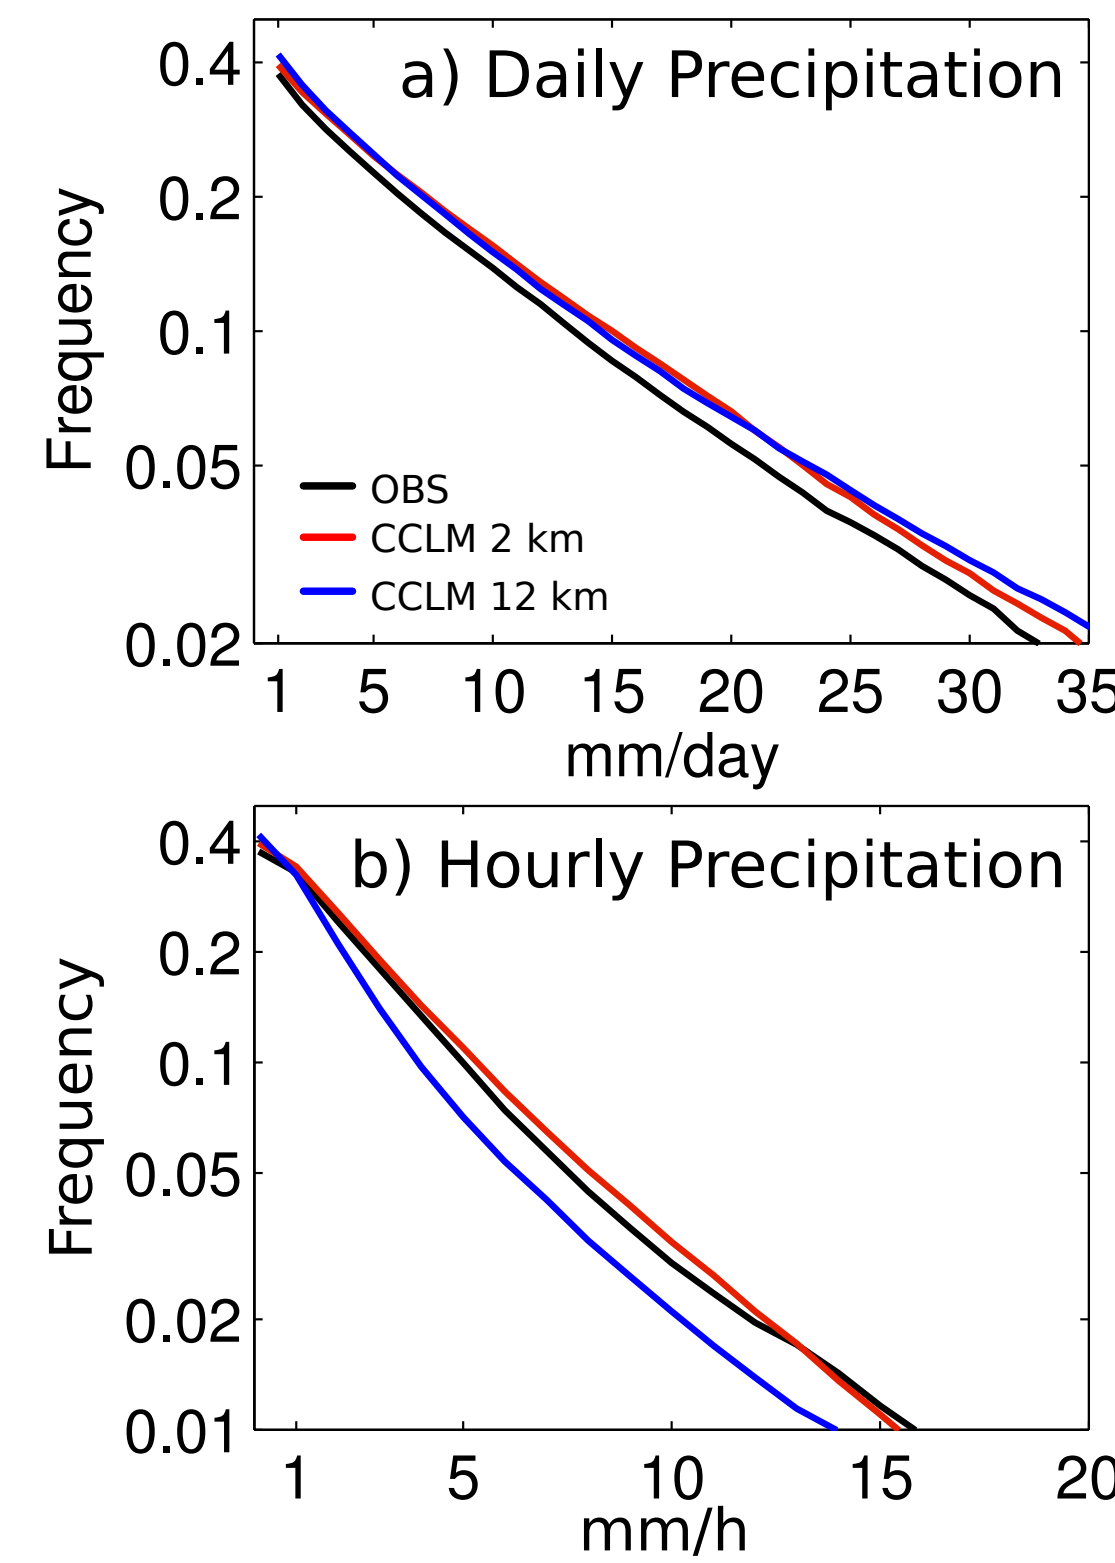 a) Daily Precipitation
Frequency
0.4
0.2
0.1
0.05
0.02
OBS
CCLM 2 km
CCLM 12 km
1 5 10 15 20 25 30 35
mm/day
b) Hourly Precipitation
Frequency
0.4
0.2
0.1
0.05
0.02
0.01
1 5 10 15 20
mm/h